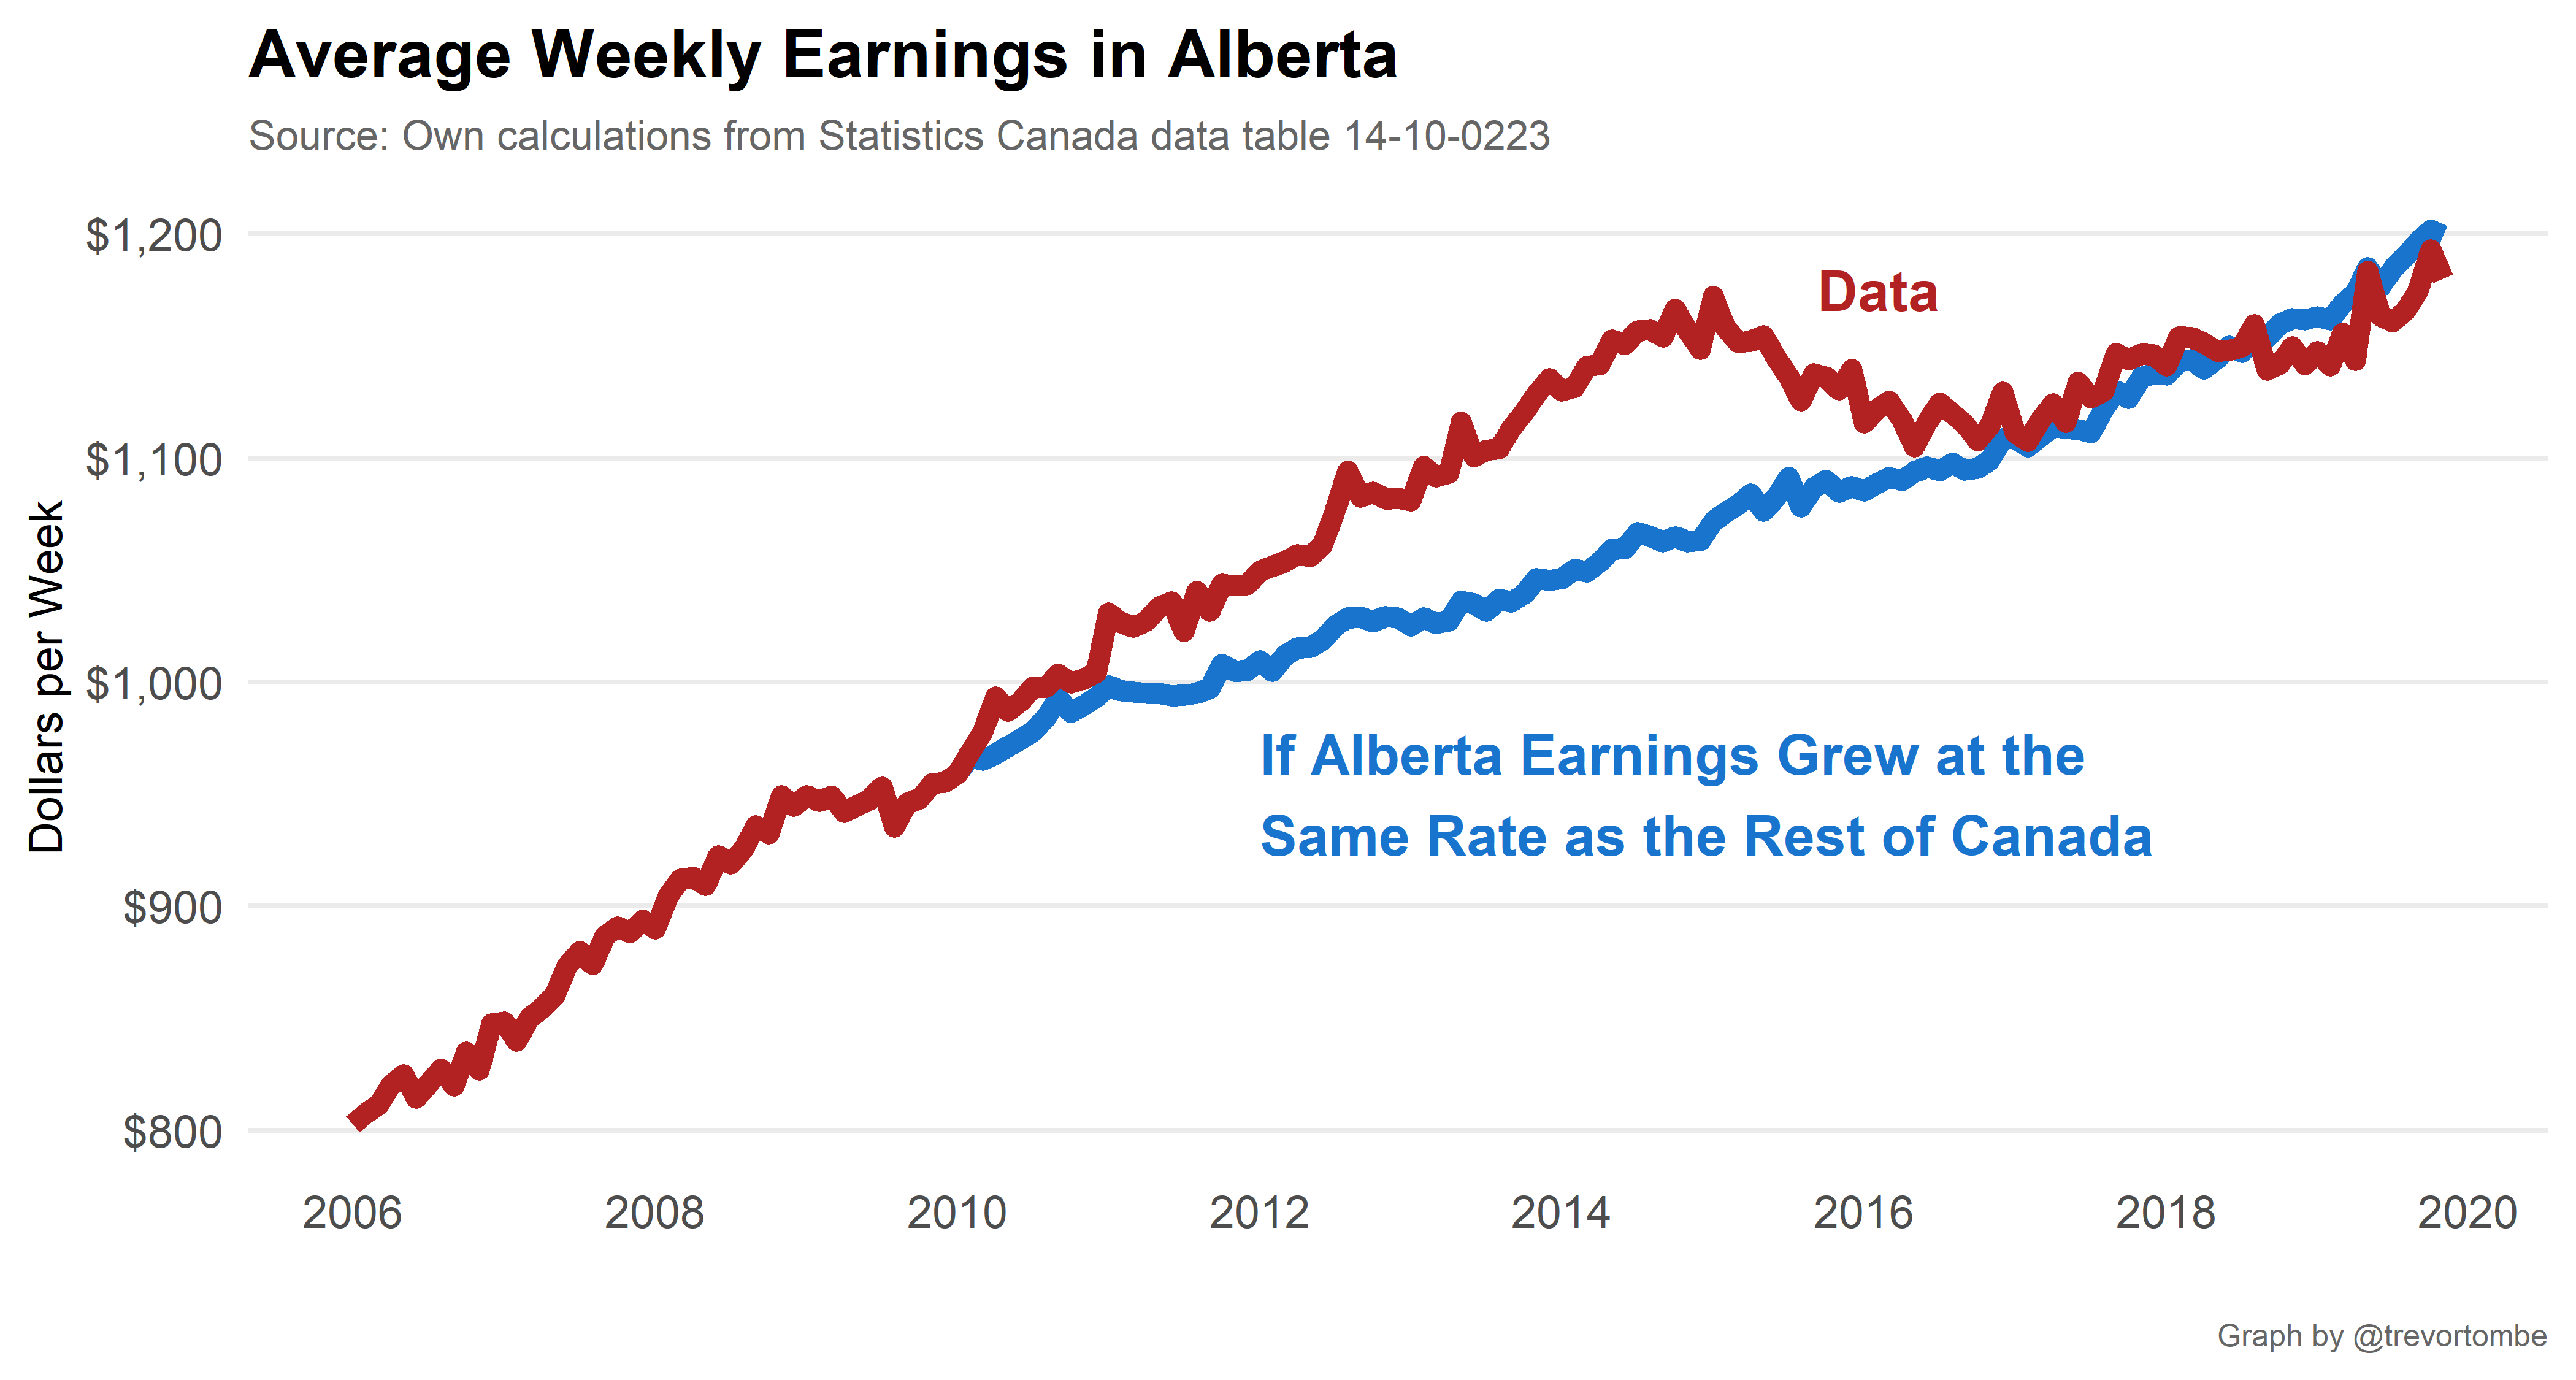 Average Weekly Earnings in Alberta
Source: Own calculations from Statistics Canada data table 14-10-0223
Dollars per Week
$1,200
$1,100
$1,000
$900
$800
Data
If Alberta Earnings Grew at the
Same Rate as the Rest of Canada
2006 2008 2010 2012 2014 2016 2018 2020
Graph by @trevortombe